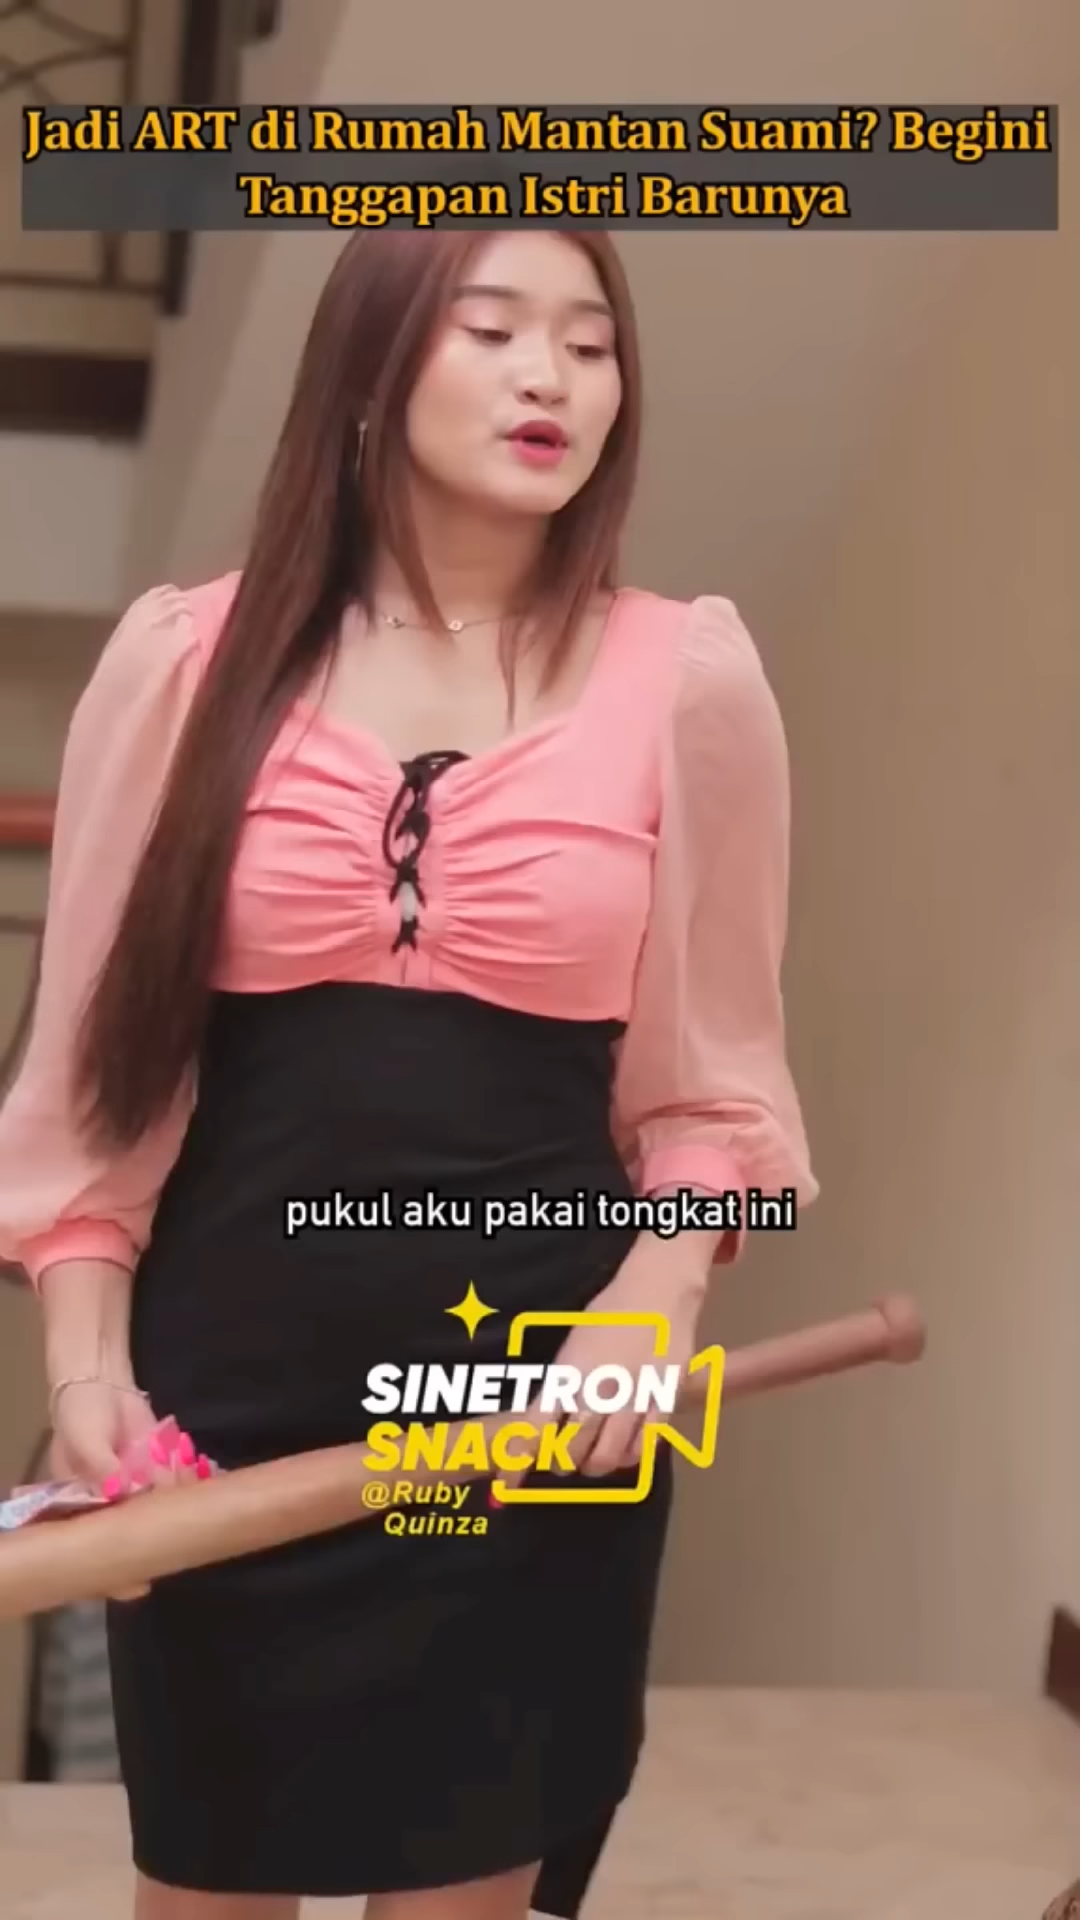 Jadi ART di Rumah Mantan Suami? Begini
Tanggapan Istri Barunya
pukul aku pakai tongkat ini
SINETRON
SNACK
@Ruby
Quinza